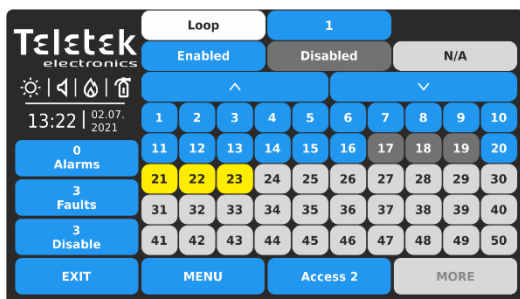 Teletek
electronics
Loop 1
Enabled Disabled N/A
13:22 02.07.
2021
1 2 3 4 5 6 7 8 9 10
0
Alarms
11 12 13 14 15 16 17 18 19 20
21 22 23 24 25 26 27 28 29 30
3
Faults
31 32 33 34 35 36 37 38 39 40
3
Disable
41 42 43 44 45 46 47 48 49 50
EXIT MENU Access 2 MORE